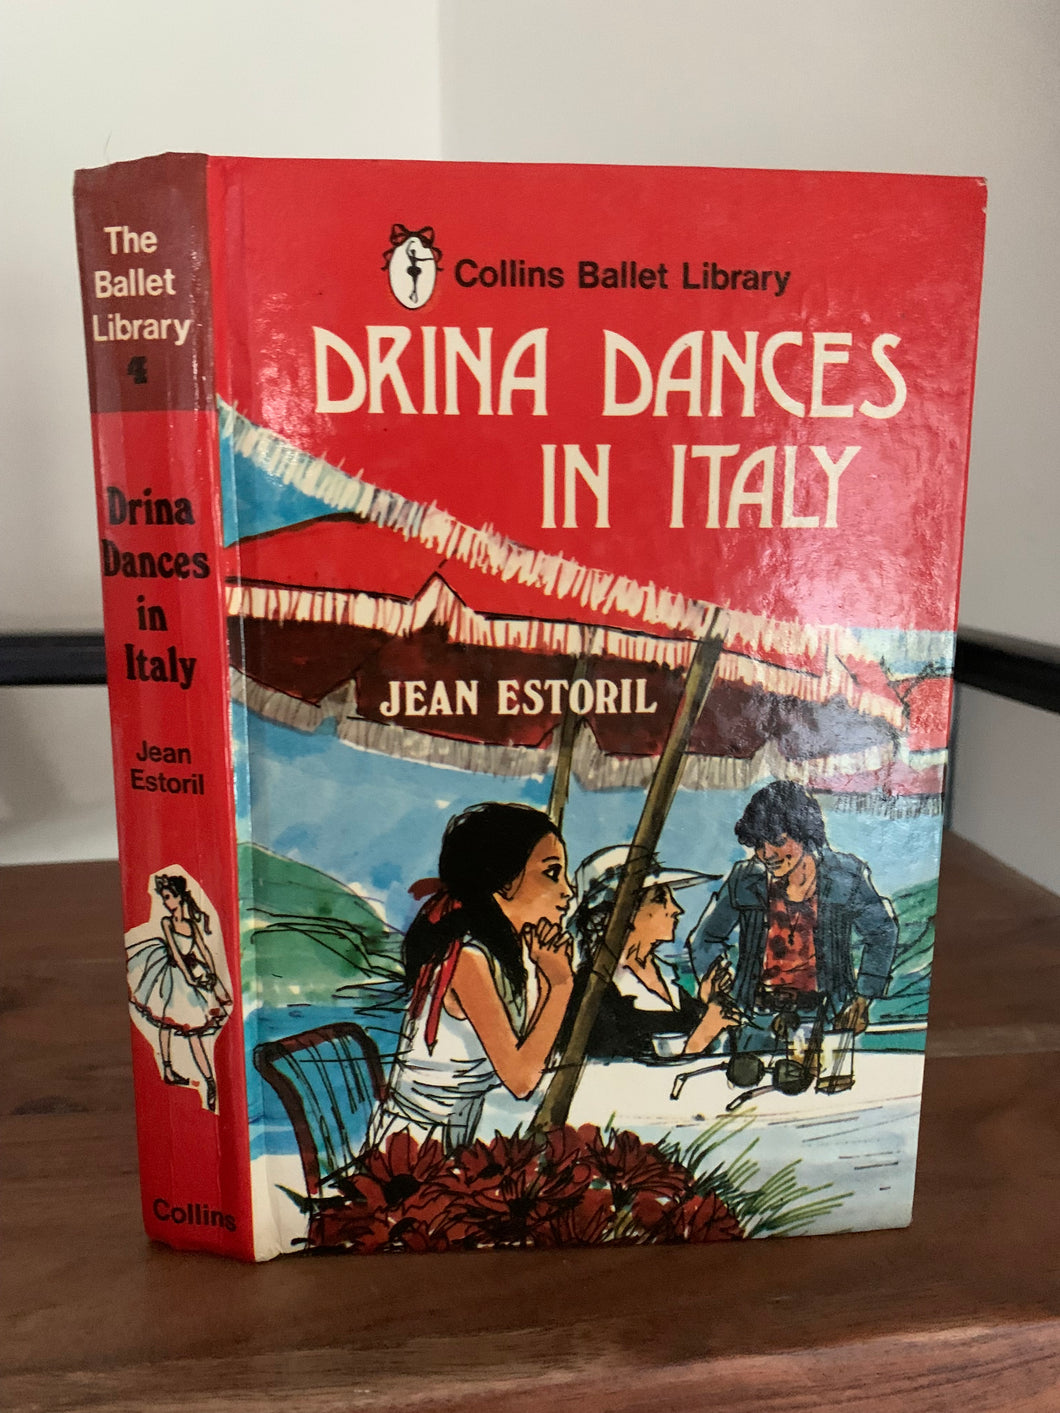 The
Ballet
Library
4
Drina
Dances
in
Italy
Jean
Estoril
Collins
Collins Ballet Library
DRINA DANCES
IN ITALY
JEAN ESTORIL